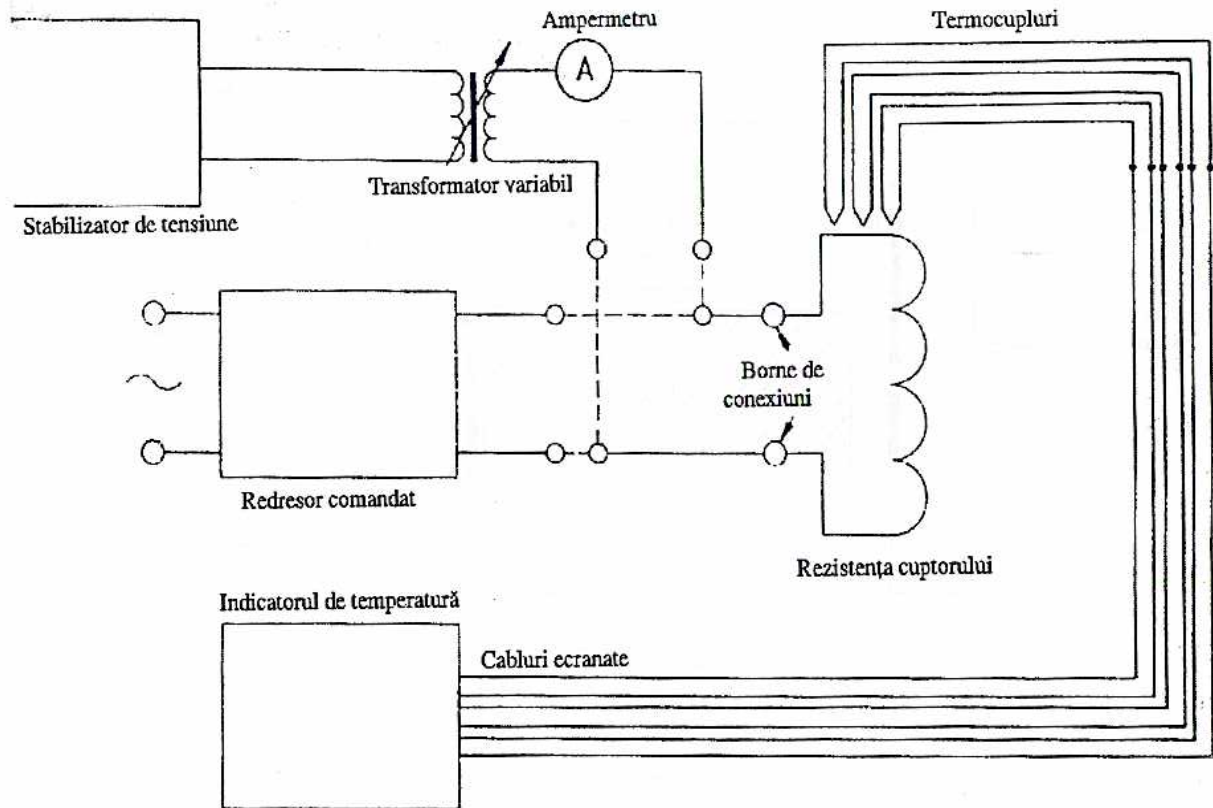 Ampermetru
Termocupluri
A
Transformator variabil
Stabilizator de tensiune
Borne de
conexiuni
Redresor comandat
Rezistența cuptorului
Indicatorul de temperatură
Cabluri ecranate